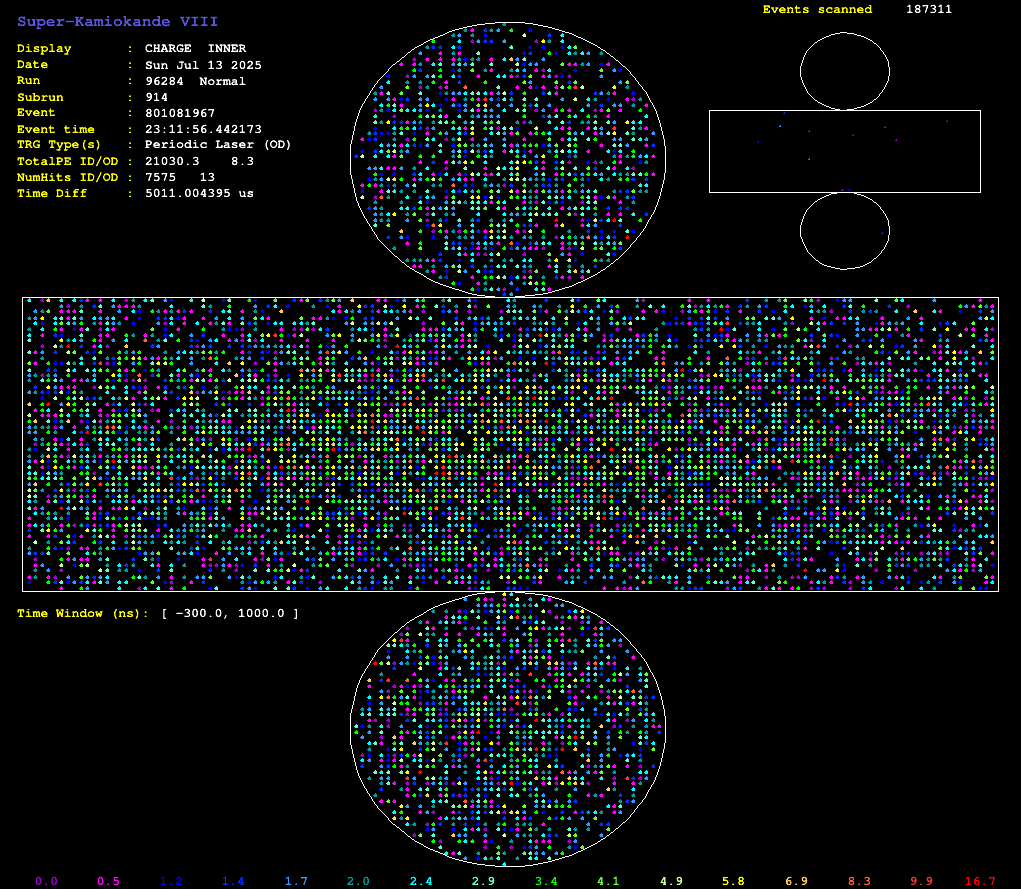 Super-Kamiokande VIII
Events scanned 187311
Display : CHARGE INNER
Date : Sun Jul 13 2025
Run : 96284 Normal
Subrun : 914
Event : 801081967
Event time : 23:11:56.442173
TRG Type(s) : Periodic Laser (OD)
TotalPE ID/OD : 21030.3 8.3
NumHits ID/OD : 7575 13
Time Diff : 5011.004395 us
Time Window (ns): [ -300.0, 1000.0 ]
0.0 0.5 1.2 1.4 1.7 2.0 2.4 2.9 3.4 4.1 4.9 5.8 6.9 8.3 9.9 16.7